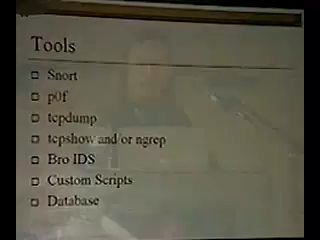 Tools
Snort
p0f
tcpdump
tcpshow and/or ngrep
Bro IDS
Custom Scripts
Database